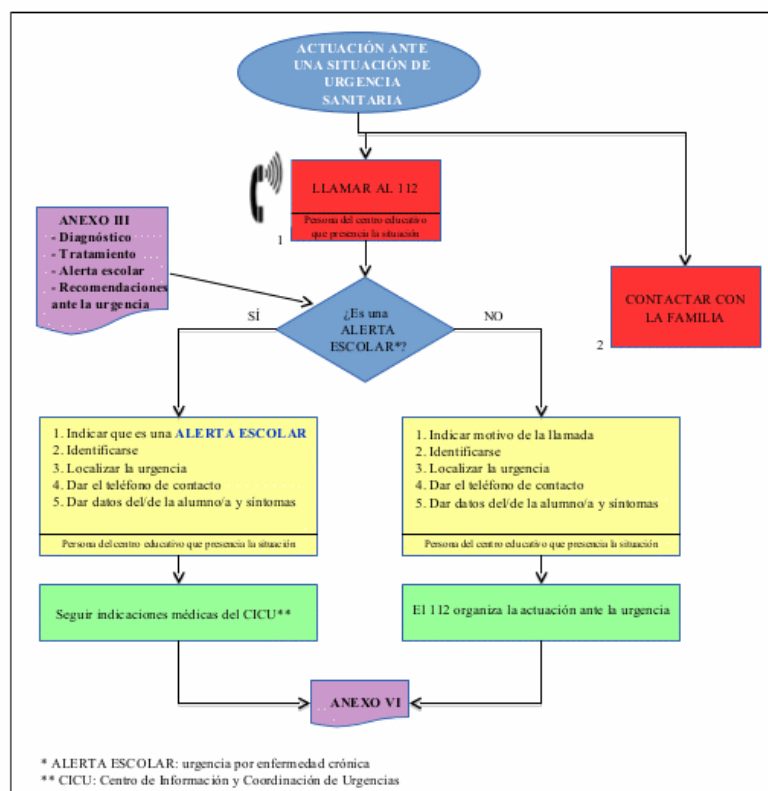 ACTUACIÓN ANTE
UNA SITUACIÓN DE
URGENCIA
SANITARIA
LLAMAR AL 112
Persona del centro educativo
que presencia la situación
1
ANEXO III
- Diagnóstico
- Tratamiento
- Alerta escolar
- Recomendaciones
ante la urgencia
CONTACTAR CON
LA FAMILIA
2
¿Es una
ALERTA
ESCOLAR*?
SÍ
NO
1. Indicar que es una ALERTA ESCOLAR
2. Identificarse
3. Localizar la urgencia
4. Dar el teléfono de contacto
5. Dar datos del/de la alumno/a y síntomas
Persona del centro educativo que presencia la situación
1. Indicar motivo de la llamada
2. Identificarse
3. Localizar la urgencia
4. Dar el teléfono de contacto
5. Dar datos del/de la alumno/a y síntomas
Persona del centro educativo que presencia la situación
Seguir indicaciones médicas del CICU**
El 112 organiza la actuación ante la urgencia
ANEXO VI
* ALERTA ESCOLAR: urgencia por enfermedad crónica
** CICU: Centro de Información y Coordinación de Urgencias